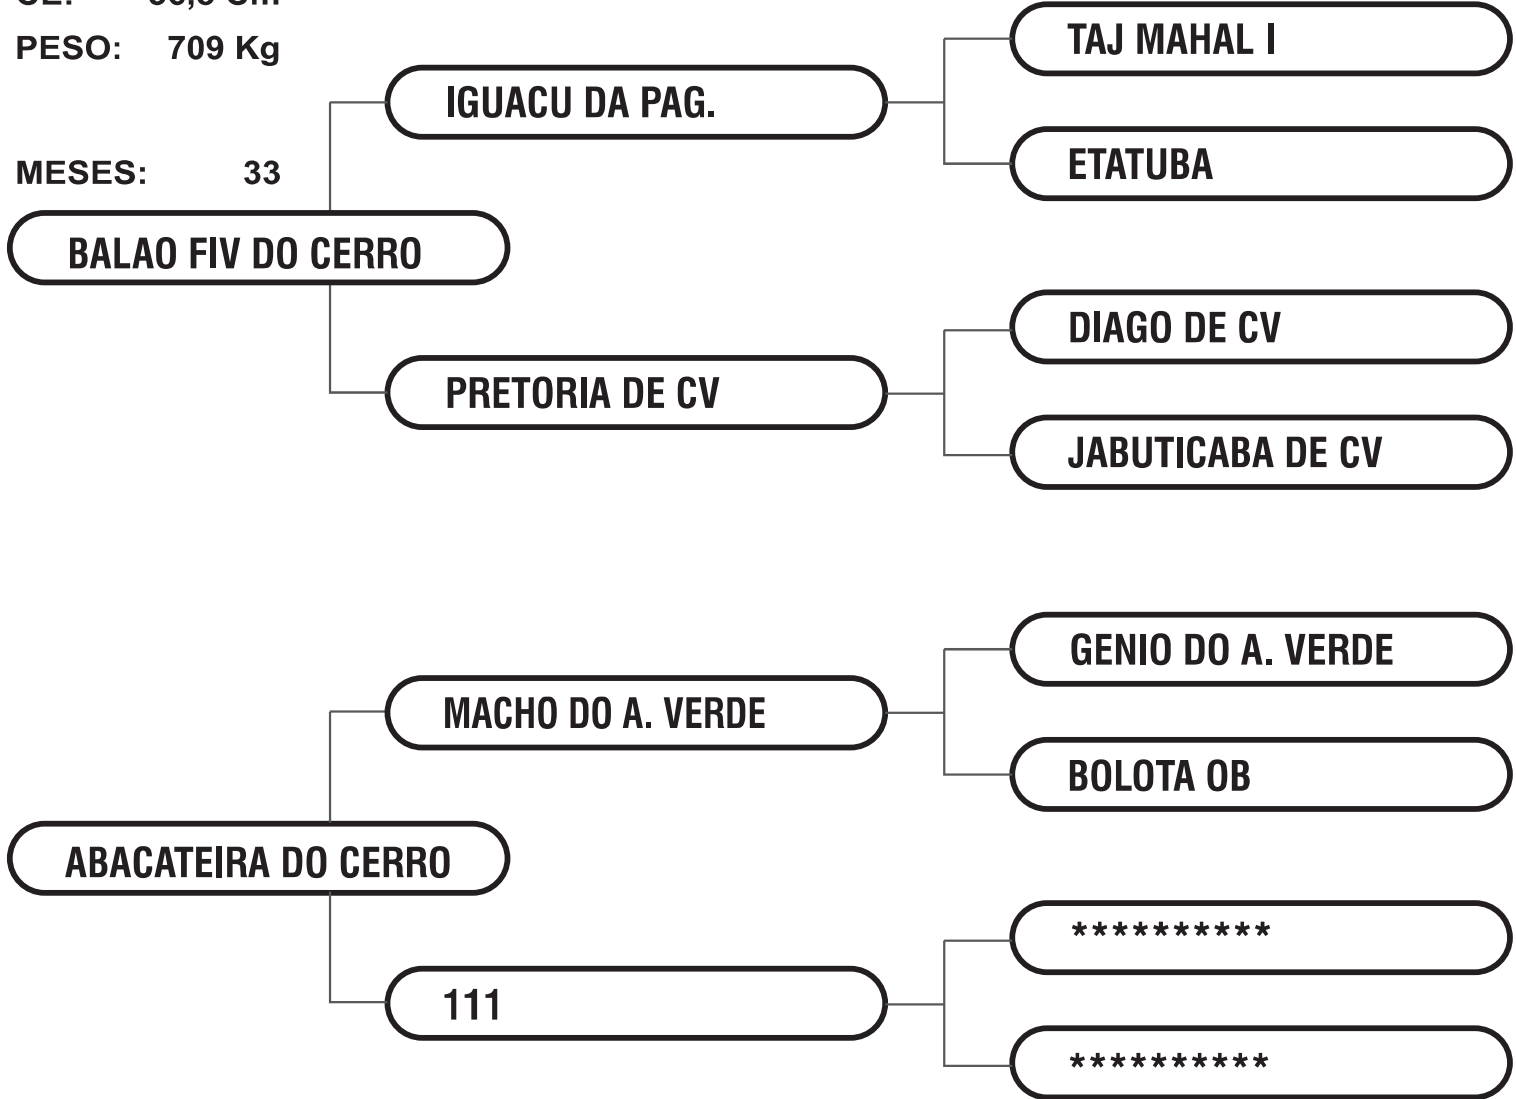 PESO: 709 Kg
MESES: 33
BALAO FIV DO CERRO
IGUACU DA PAG.
TAJ MAHAL I
ETATUBA
PRETORIA DE CV
DIAGO DE CV
JABUTICABA DE CV
ABACATEIRA DO CERRO
MACHO DO A. VERDE
GENIO DO A. VERDE
BOLOTA OB
111
**********
**********